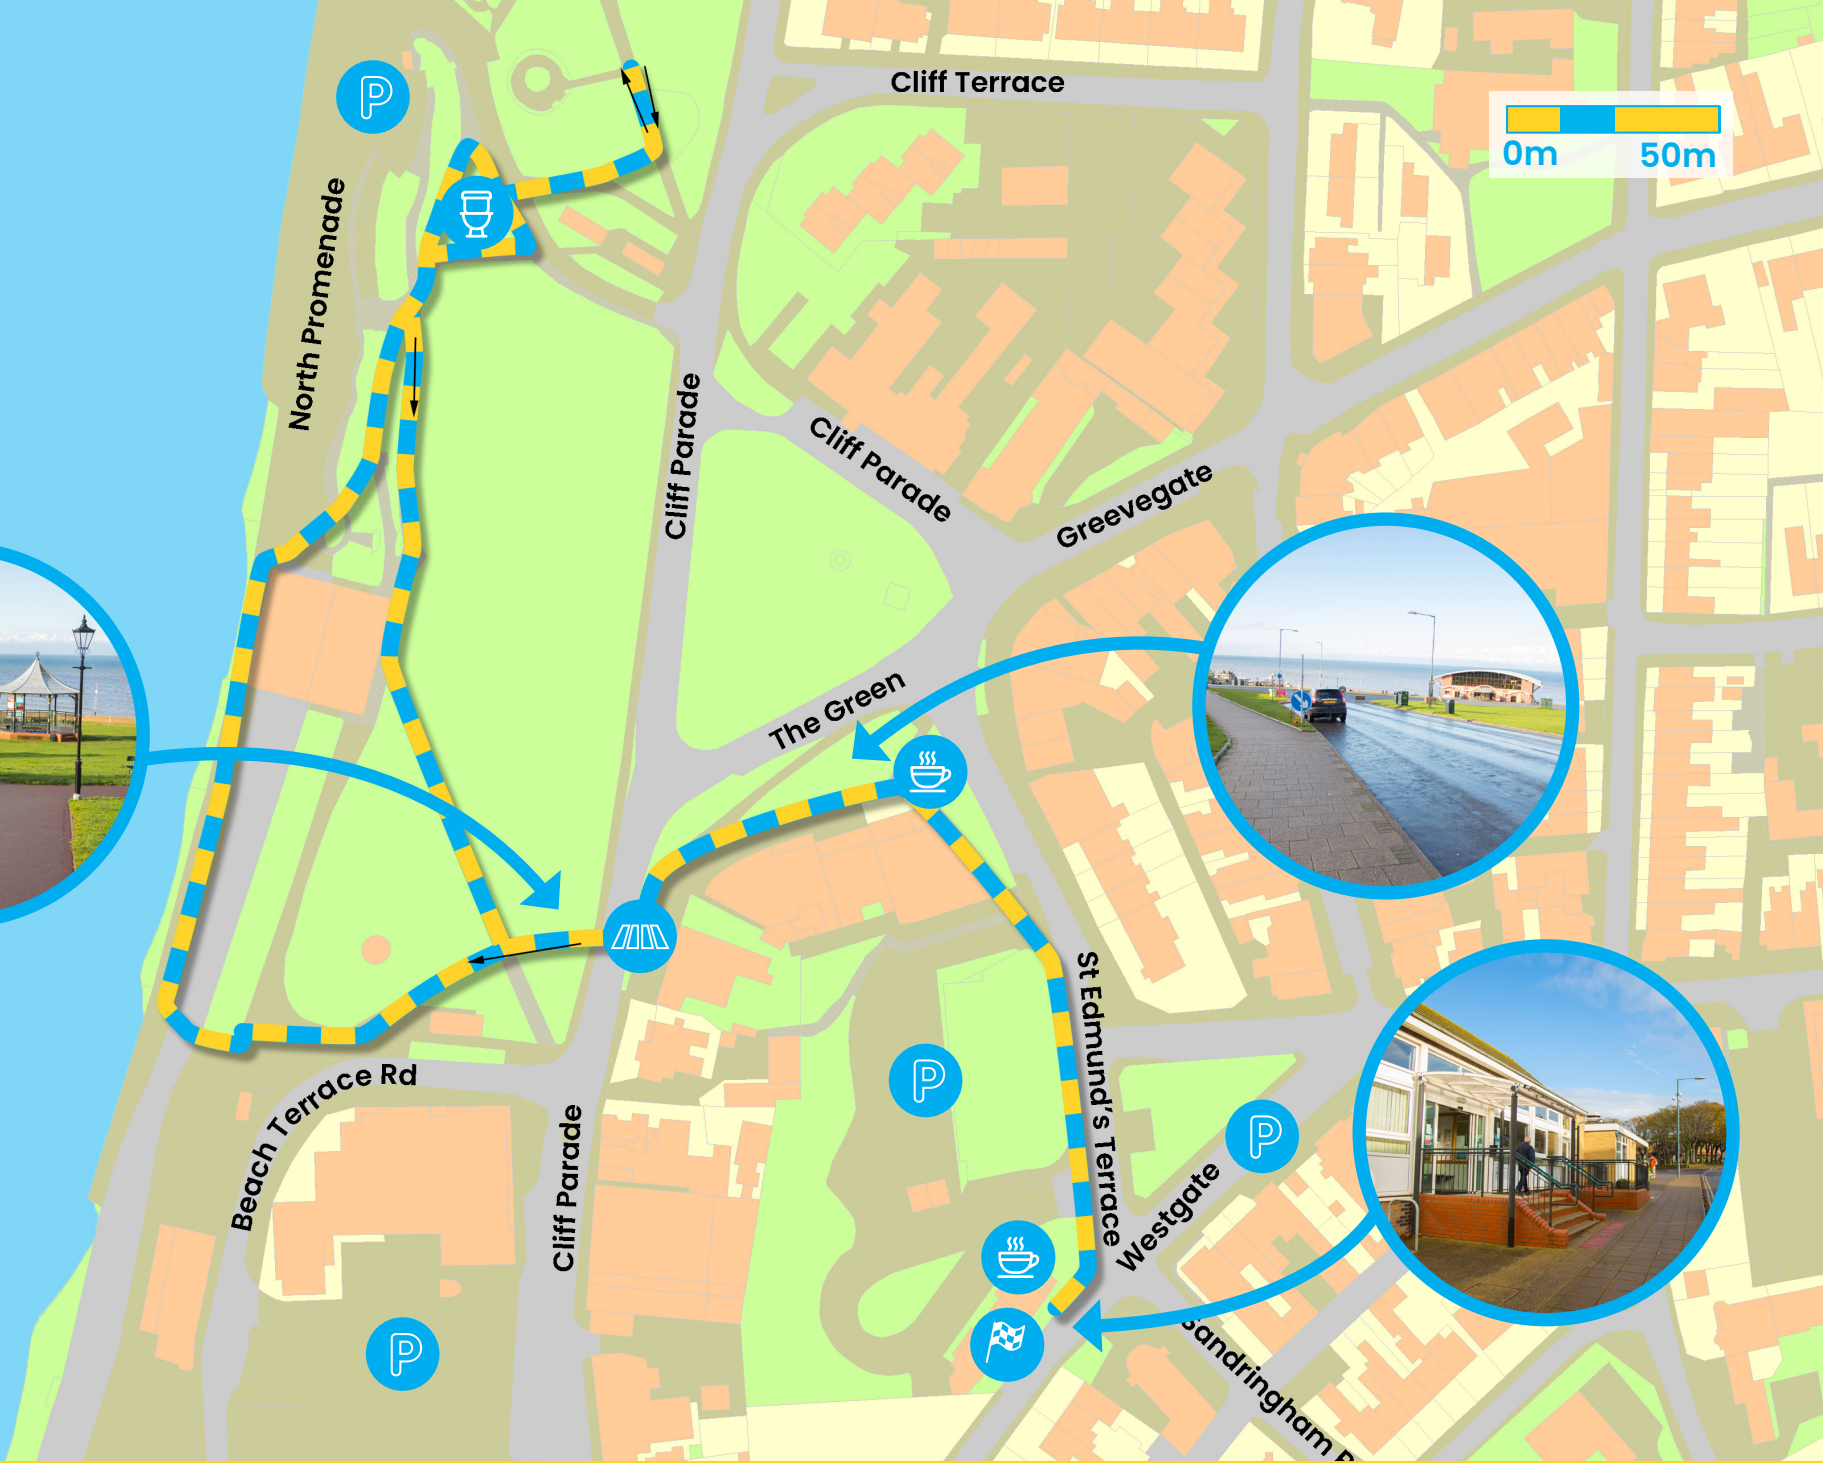 P
Cliff Terrace
0m 50m
North Promenade
Cliff Parade
Cliff Parade
Greevegate
The Green
St Edmund's Terrace
P
P
Westgate
Beach Terrace Rd
Cliff Parade
P
Sandringham R